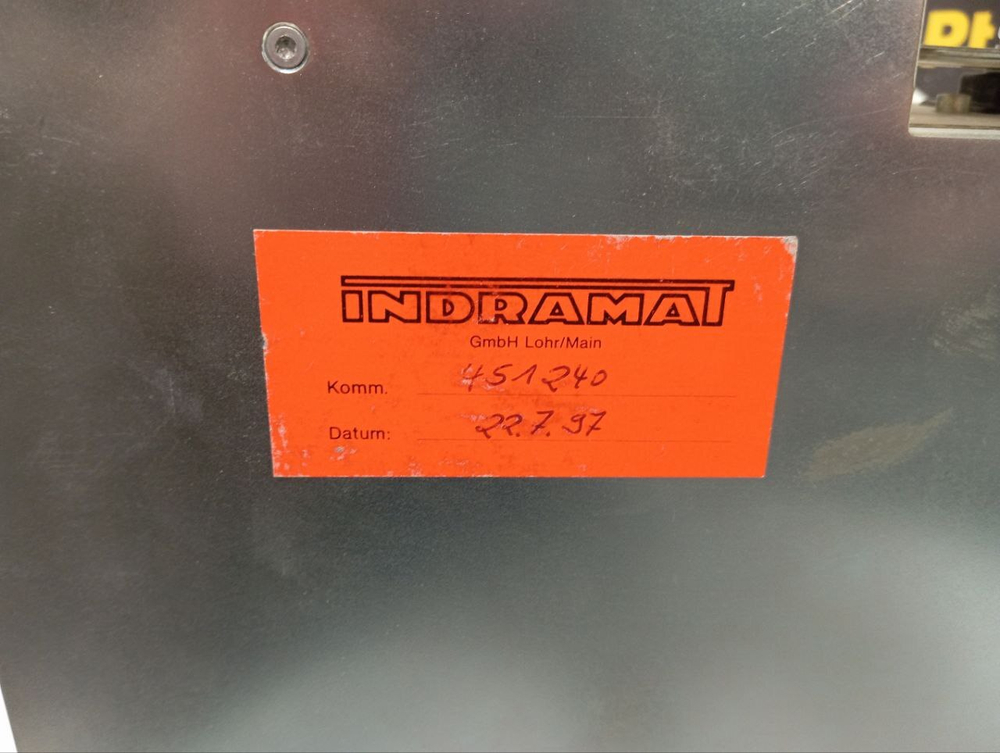 INDRAMAT
GmbH Lohr/Main
Komm. 451240
Datum: 22.7.97